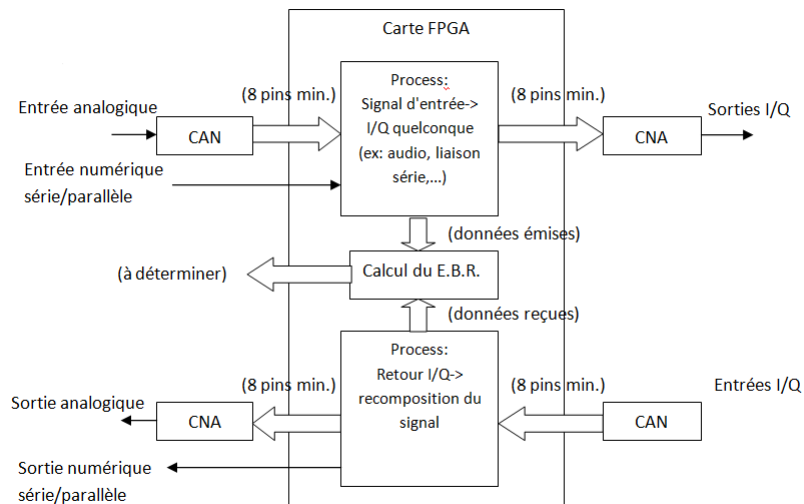 Carte FPGA
Process:
Signal d'entrée->
I/Q quelconque
(ex: audio, liaison
série,...)
(8 pins min.)
(8 pins min.)
Entrée analogique
CAN
CNA
Sorties I/Q
Entrée numérique
série/parallèle
(données émises)
(à déterminer)
Calcul du E.B.R.
(données reçues)
Process:
Retour I/Q->
recomposition du
signal
(8 pins min.)
(8 pins min.)
Entrées I/Q
Sortie analogique
CNA
CAN
Sortie numérique
série/parallèle